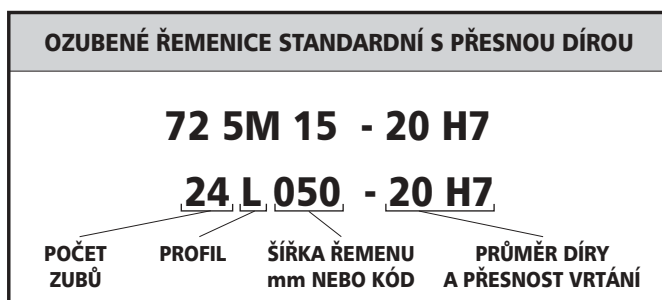 OZUBENÉ ŘEMENICE STANDARDNÍ S PŘESNOU DÍROU
72 5M 15 - 20 H7
24 L 050 - 20 H7
POČET ZUBŮ
PROFIL
ŠÍŘKA ŘEMENU
mm NEBO KÓD
PRŮMĚR DÍRY
A PŘESNOST VRTÁNÍ